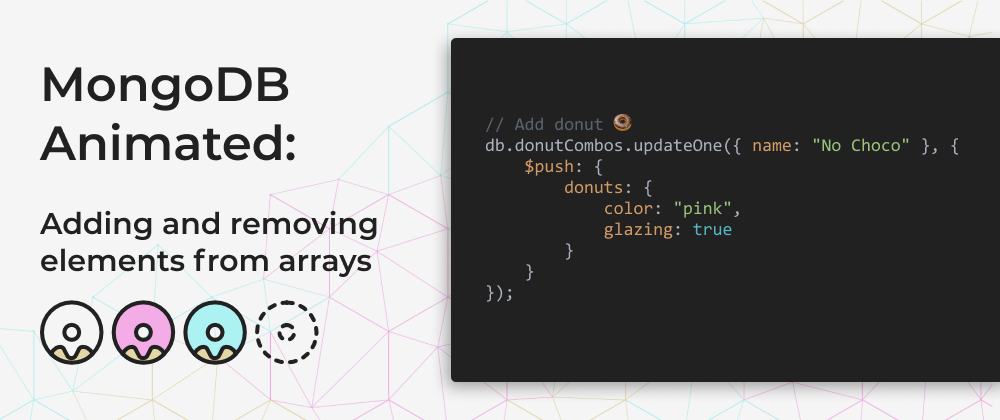 MongoDB
Animated:
Adding and removing
elements from arrays
// Add donut 🍩
db.donutCombos.updateOne({ name: "No Choco" }, {
    $push: {
        donuts: {
            color: "pink",
            glazing: true
        }
    }
});